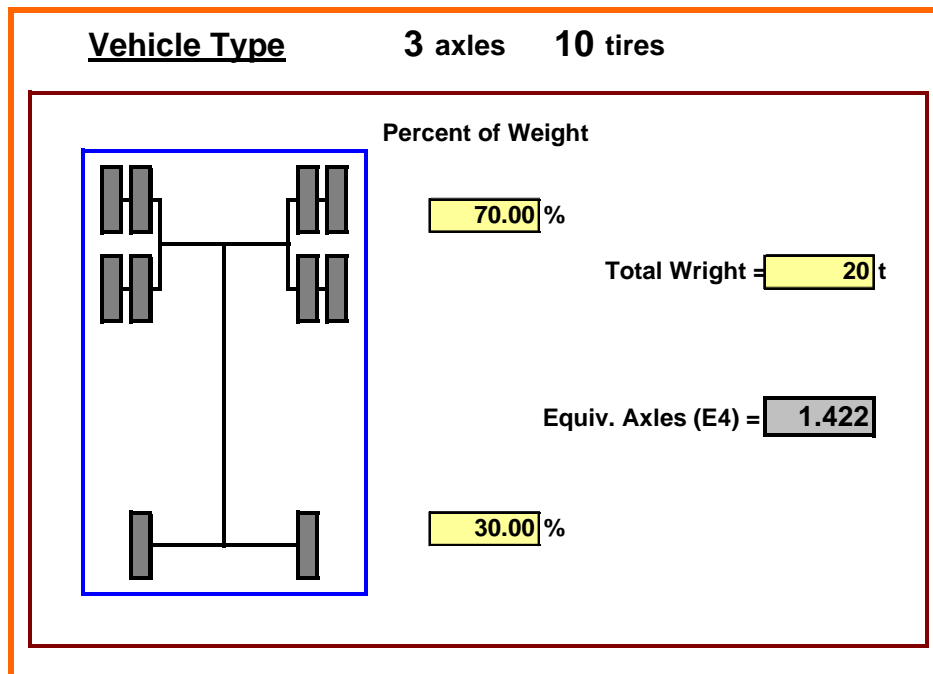 Vehicle Type 3 axles 10 tires
Percent of Weight
70.00 %
Total Wright = 20 t
Equiv. Axles (E4) = 1.422
30.00 %